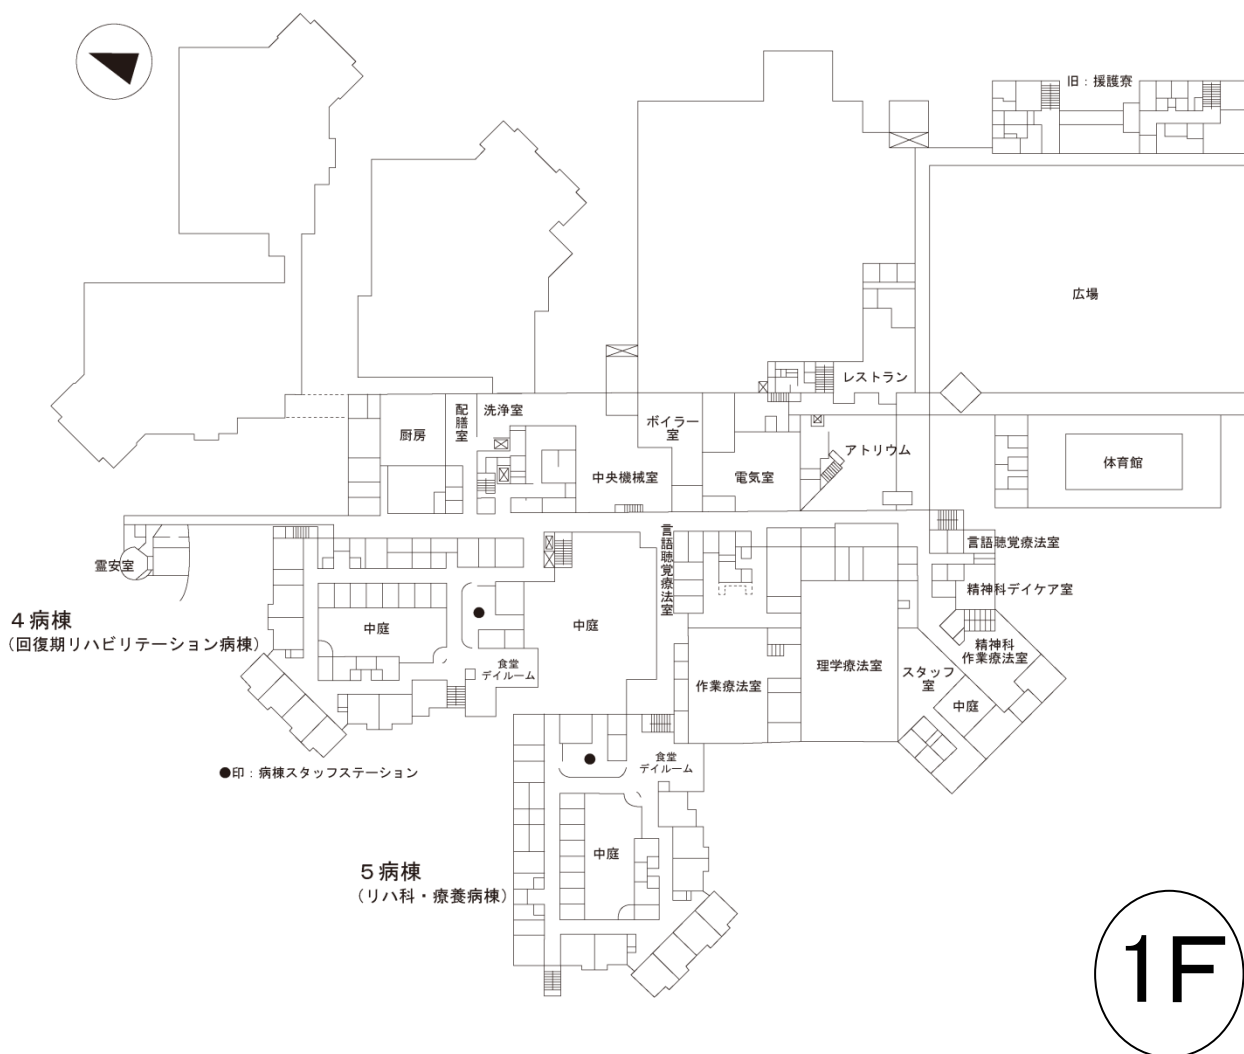 旧：援護寮
広場
レストラン
配膳室
洗浄室
厨房
ボイラー
室
アトリウム
中央機械室
電気室
体育館
言語聴覚療法室
言語聴覚療法室
霊安室
精神科デイケア室
4病棟
(回復期リハビリテーション病棟)
中庭
中庭
精神科
作業療法室
食堂
デイルーム
理学療法室
スタッフ
室
作業療法室
中庭
●印：病棟スタッフステーション
食堂
デイルーム
5病棟
(リハ科・療養病棟)
中庭
1F